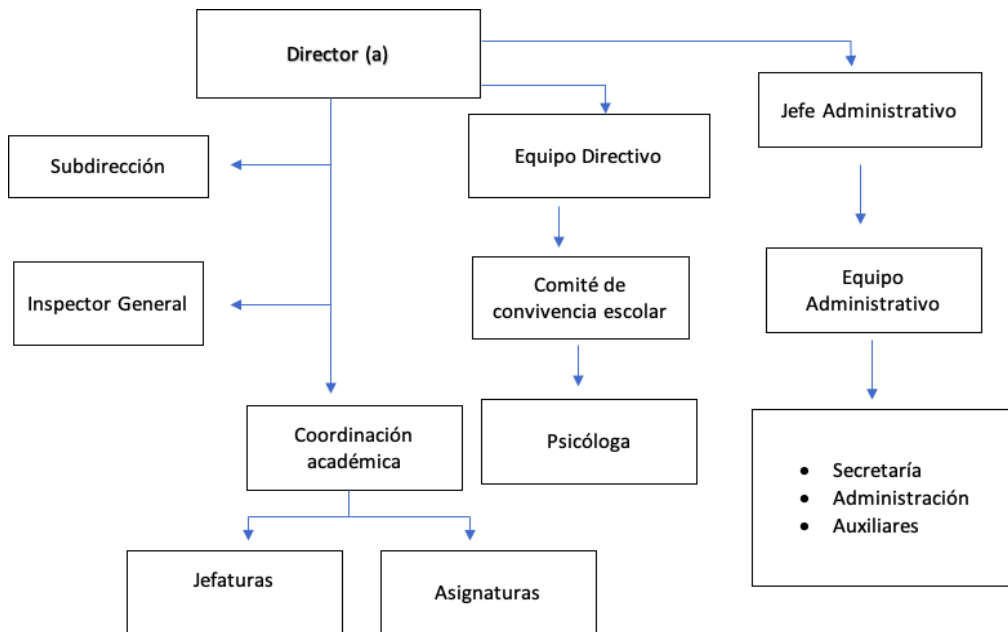 Director (a)
Jefe Administrativo
Subdirección
Equipo Directivo
Inspector General
Comité de
convivencia escolar
Equipo
Administrativo
Coordinación
académica
Psicóloga
• Secretaría
• Administración
• Auxiliares
Jefaturas
Asignaturas